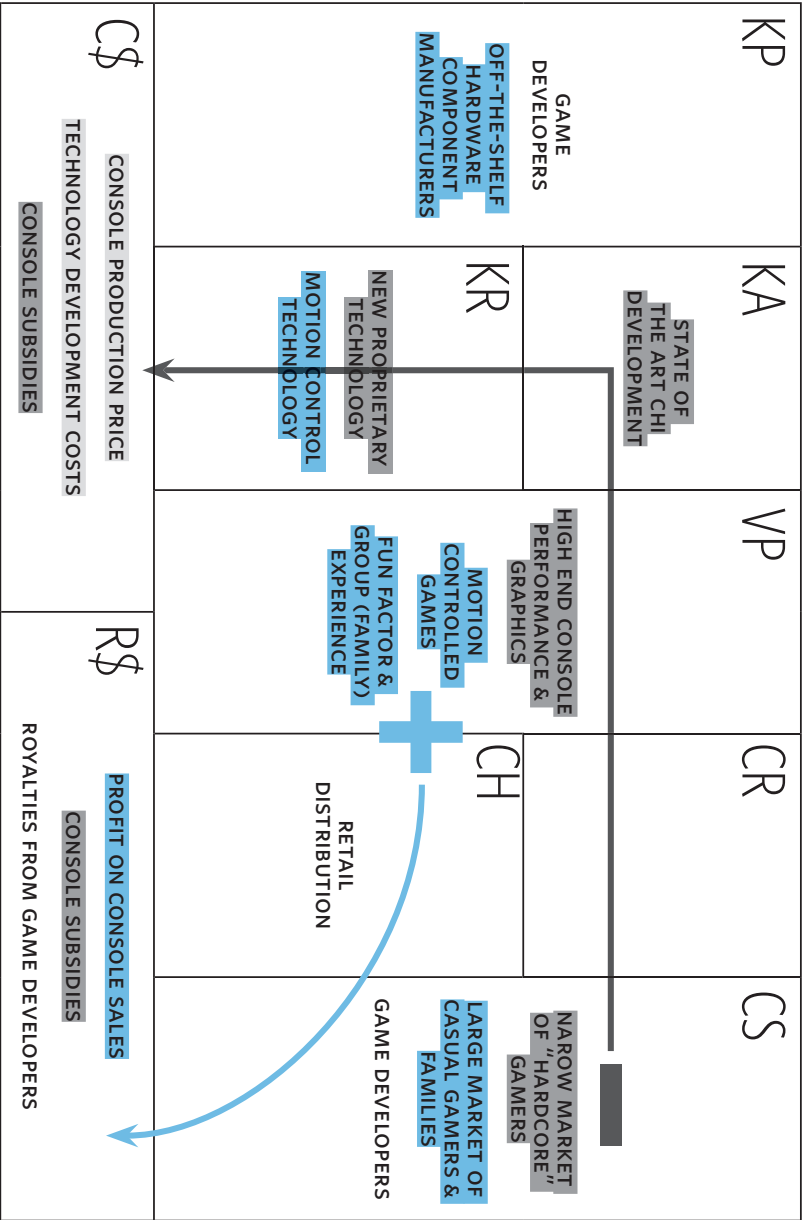 KP
GAME
DEVELOPERS
OFF-THE-SHELF
HARDWARE
COMPONENT
MANUFACTURERS
KA
STATE OF
THE ART CHI
DEVELOPMENT
KR
NEW PROPRIETARY
TECHNOLOGY
MOTION CONTROL
TECHNOLOGY
VP
HIGH END CONSOLE
PERFORMANCE &
GRAPHICS
MOTION
CONTROLLED
GAMES
FUN FACTOR &
GROUP (FAMILY)
EXPERIENCE
CR
CH
RETAIL
DISTRIBUTION
CS
NAROW MARKET
OF “HARDCORE”
GAMERS
LARGE MARKET OF
CASUAL GAMERS &
FAMILIES
GAME DEVELOPERS
C$
CONSOLE PRODUCTION PRICE
TECHNOLOGY DEVELOPMENT COSTS
CONSOLE SUBSIDIES
R$
PROFIT ON CONSOLE SALES
CONSOLE SUBSIDIES
ROYALTIES FROM GAME DEVELOPERS